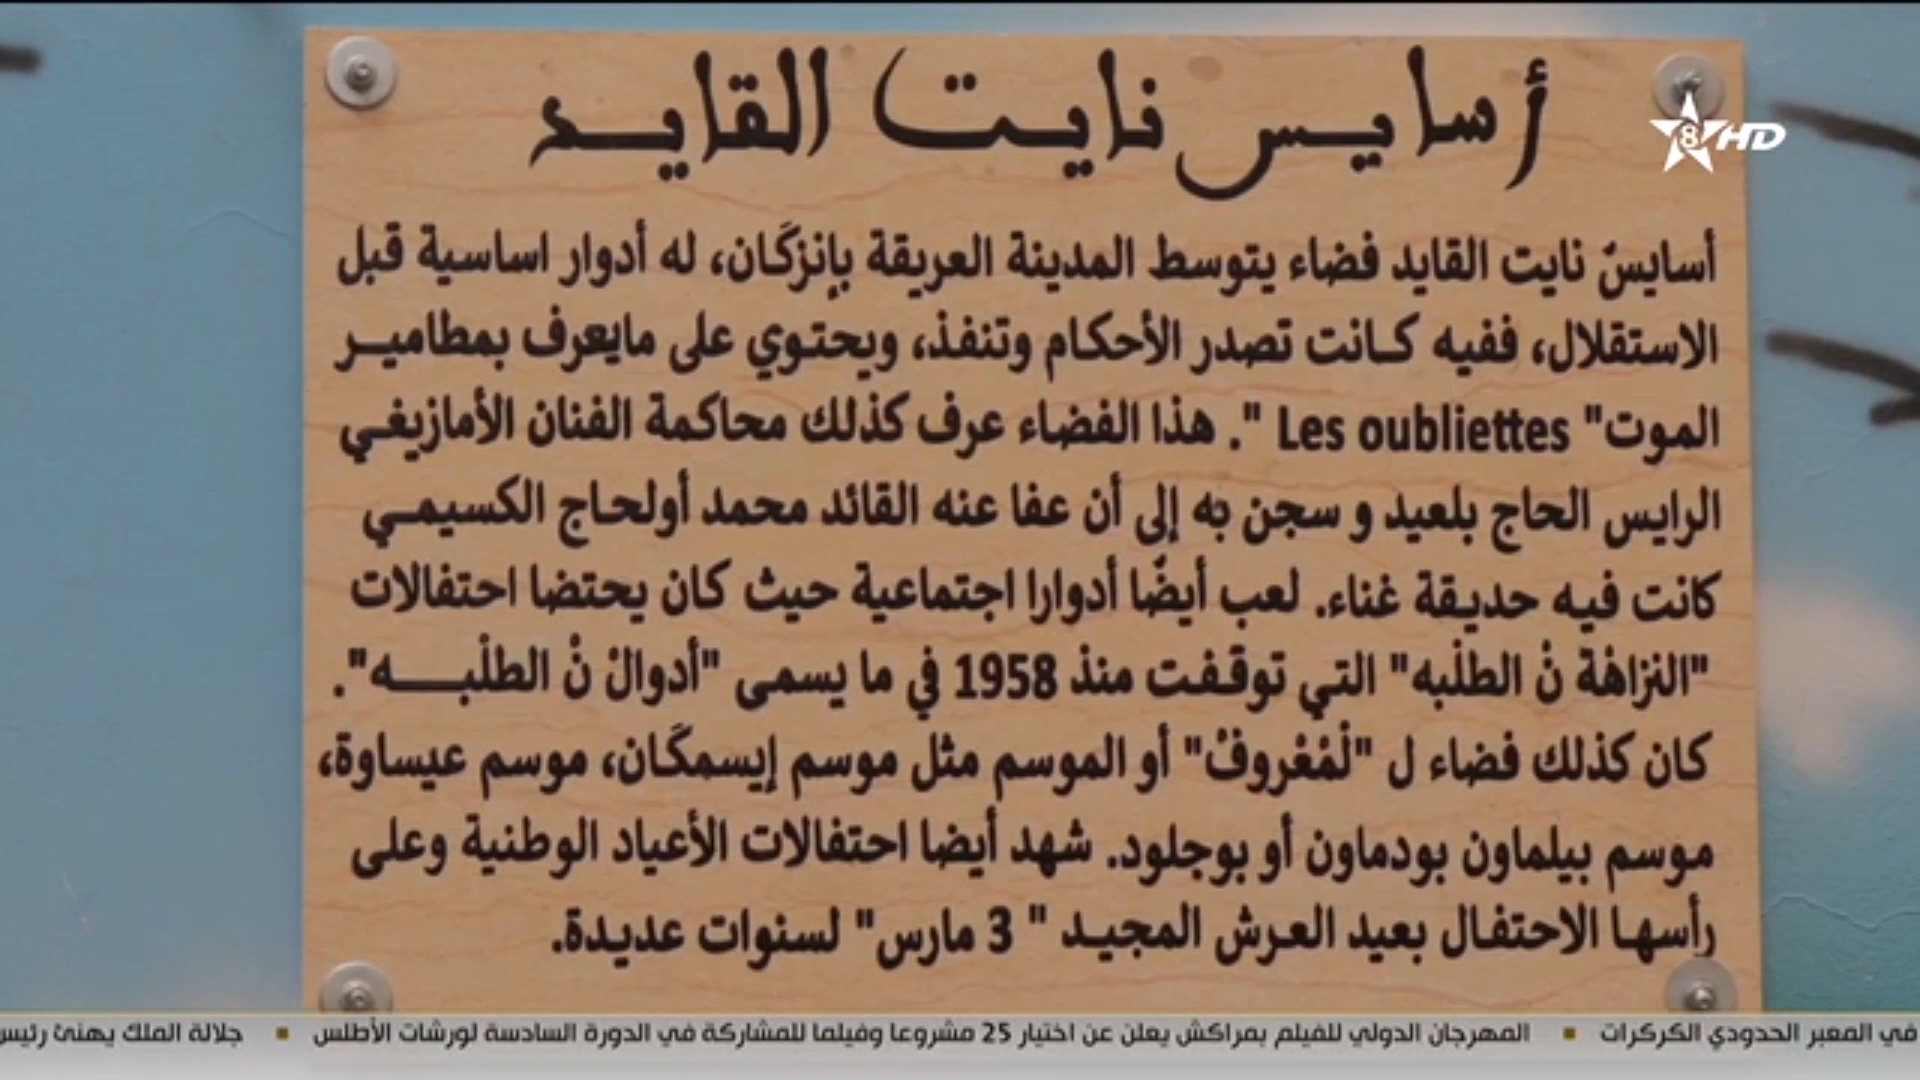 أسايس نايت القايد
8 HD
أسايسْ نايت القايد فضاء يتوسط المدينة العريقة بإنزكَان، له أدوار اساسية قبل
الاستقلال، ففيه كانت تصدر الأحكام وتنفذ، ويحتوي على مايعرف بمطامير
الموت" Les oubliettes ". هذا الفضاء عرف كذلك محاكمة الفنان الأمازيغي
الرايس الحاج بلعيد و سجن به إلى أن عفا عنه القائد محمد أولحاج الكسيمي
كانت فيه حديقة غناء. لعب أيضًا أدوارا اجتماعية حيث كان يحتضا احتفالات
"النزاهْة نْ الطلْبه" التي توقفت منذ 1958 في ما يسمى "أدوالْ نْ الطلْبه".
كان كذلك فضاء ل "لْمْعْروفْ" أو الموسم مثل موسم إيسمكَان، موسم عيساوة،
موسم بيلماون بودماون أو بوجلود. شهد أيضا احتفالات الأعياد الوطنية وعلى
رأسها الاحتفال بعيد العرش المجيد " 3 مارس" لسنوات عديدة.
في المعبر الحدودي الكركرات ▪ المهرجان الدولي للفيلم بمراكش يعلن عن اختيار 25 مشروعا وفيلما للمشاركة في الدورة السادسة لورشات الأطلس ▪ جلالة الملك يهنئ رئيس